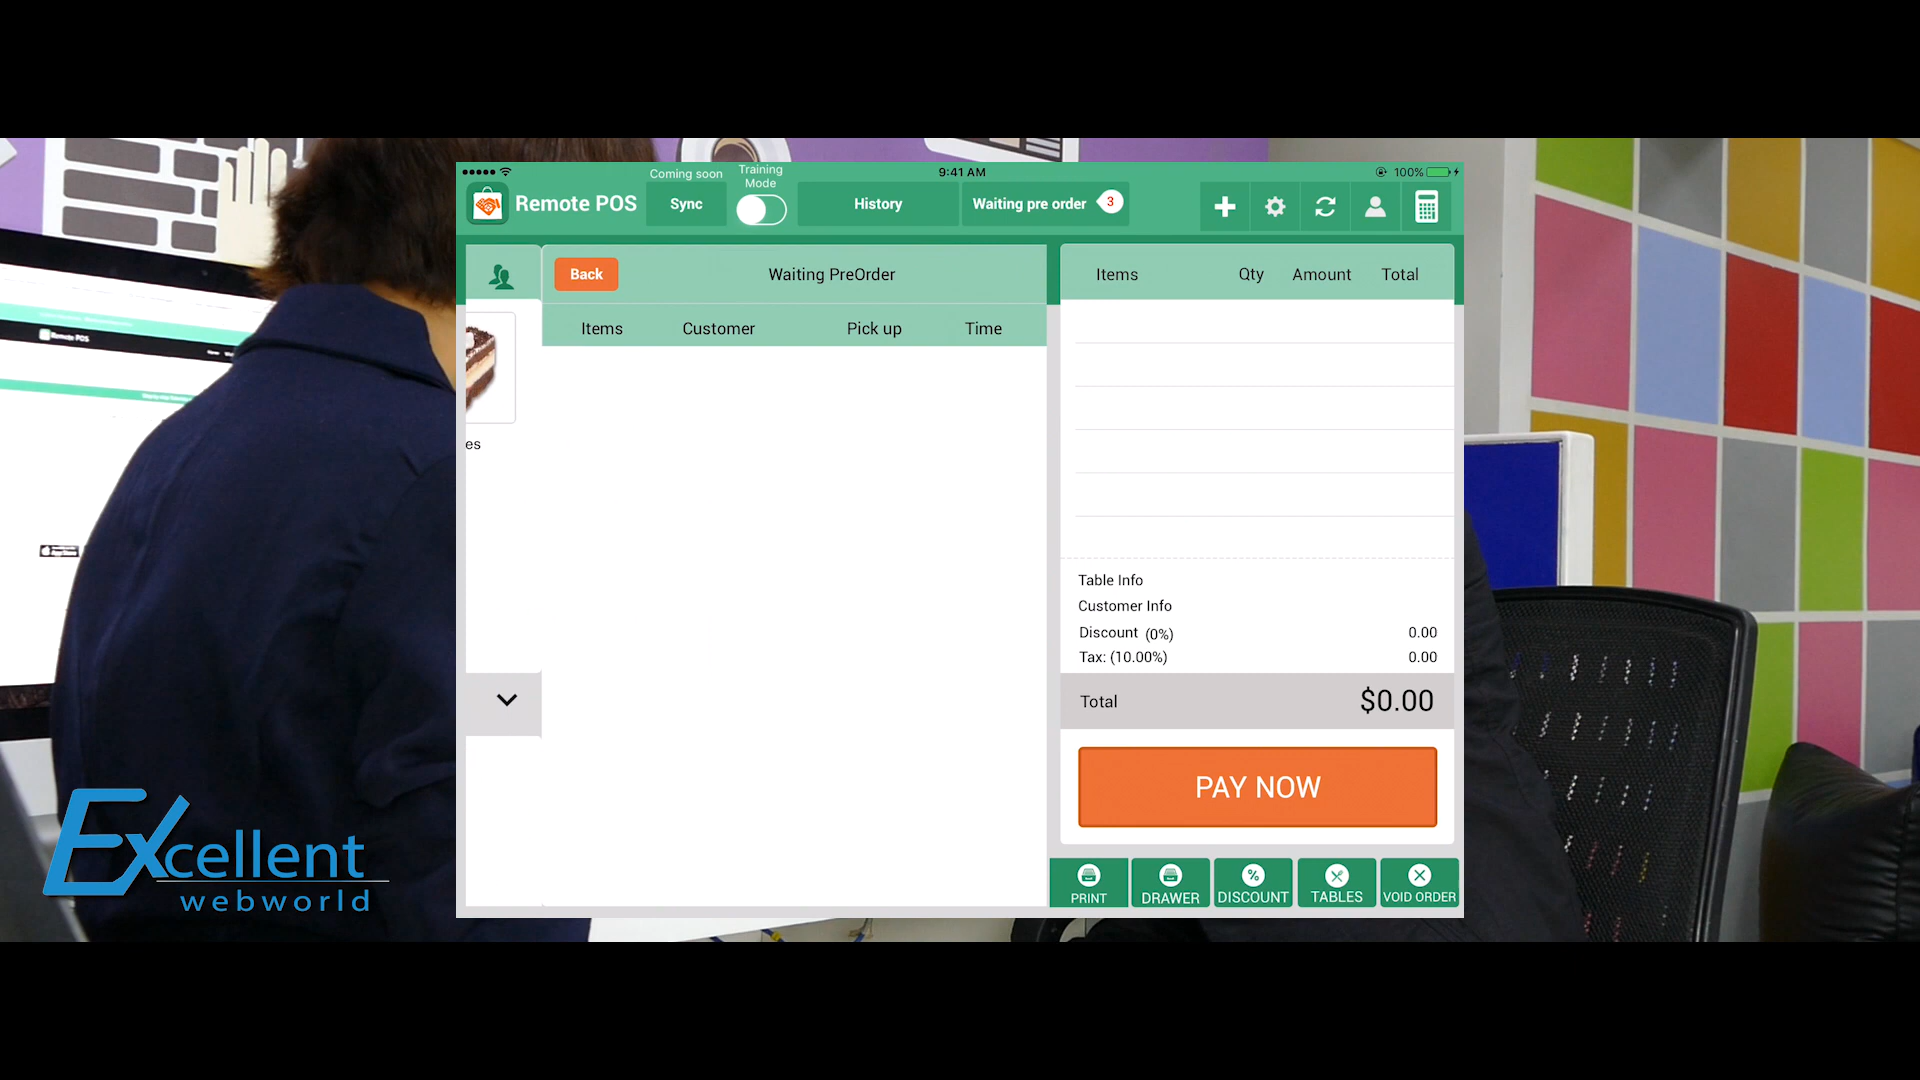 9:41 AM
100%
Remote POS
Coming soon
Sync
Training
Mode
History
Waiting pre order
3
Back
Waiting PreOrder
Items
Customer
Pick up
Time
es
Items
Qty
Amount
Total
Table Info
Customer Info
Discount (0%)
0.00
Tax: (10.00%)
0.00
Total
$0.00
PAY NOW
PRINT
DRAWER
DISCOUNT
TABLES
VOID ORDER
Remote POS
Excellent
webworld